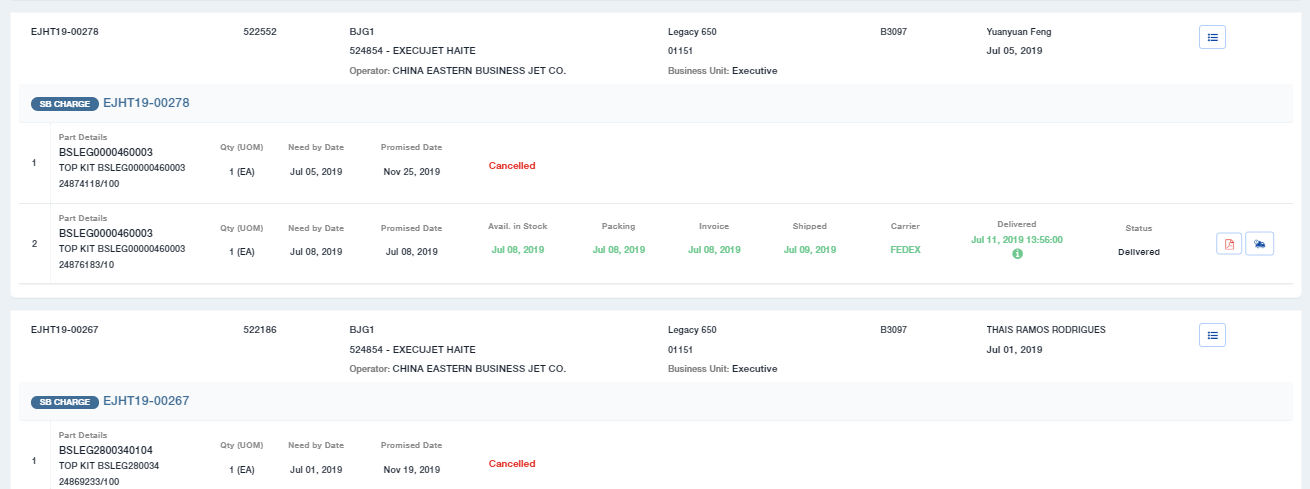 EJHT19-00278 522552 BJG1 Legacy 650 B3097 Yuanyuan Feng
524854 - EXECUJET HAITE 01151 Jul 05, 2019
Operator: CHINA EASTERN BUSINESS JET CO. Business Unit: Executive
SB CHARGE EJHT19-00278
Part Details
Qty (UOM) Need by Date Promised Date
BSLEG0000460003
1 TOP KIT BSLEG00000460003 1 (EA) Jul 05, 2019 Nov 25, 2019 Cancelled
24874118/100
Part Details
Qty (UOM) Need by Date Promised Date Avail. in Stock Packing Invoice Shipped Carrier Delivered Status
BSLEG0000460003
2 TOP KIT BSLEG00000460003 1 (EA) Jul 08, 2019 Jul 08, 2019 Jul 08, 2019 Jul 08, 2019 Jul 08, 2019 Jul 09, 2019 FEDEX Jul 11, 2019 13:56:00 Delivered
24876183/10
EJHT19-00267 522186 BJG1 Legacy 650 B3097 THAIS RAMOS RODRIGUES
524854 - EXECUJET HAITE 01151 Jul 01, 2019
Operator: CHINA EASTERN BUSINESS JET CO. Business Unit: Executive
SB CHARGE EJHT19-00267
Part Details
Qty (UOM) Need by Date Promised Date
BSLEG2800340104
1 TOP KIT BSLEG280034 1 (EA) Jul 01, 2019 Nov 19, 2019 Cancelled
24869233/100